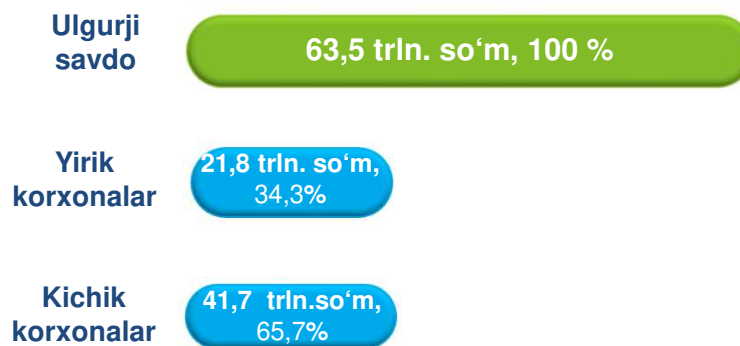 Ulgurji
savdo
63,5 trln. so‘m, 100 %
Yirik
korxonalar
21,8 trln. so‘m,
34,3%
Kichik
korxonalar
41,7 trln.so‘m,
65,7%